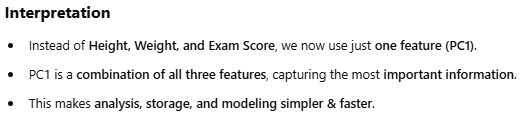 Interpretation
• Instead of Height, Weight, and Exam Score, we now use just one feature (PC1).
• PC1 is a combination of all three features, capturing the most important information.
• This makes analysis, storage, and modeling simpler & faster.